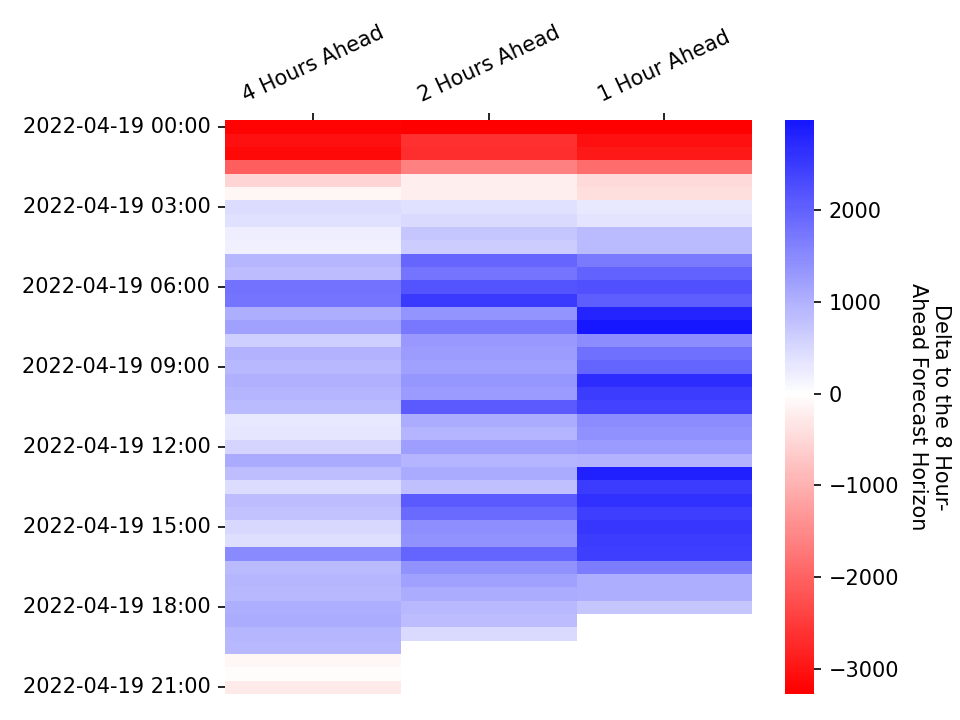 4 Hours Ahead
2 Hours Ahead
1 Hour Ahead
2022-04-19 00:00
2022-04-19 03:00
2022-04-19 06:00
2022-04-19 09:00
2022-04-19 12:00
2022-04-19 15:00
2022-04-19 18:00
2022-04-19 21:00
2000
1000
0
−1000
−2000
−3000
Delta to the 8 Hour-
Ahead Forecast Horizon